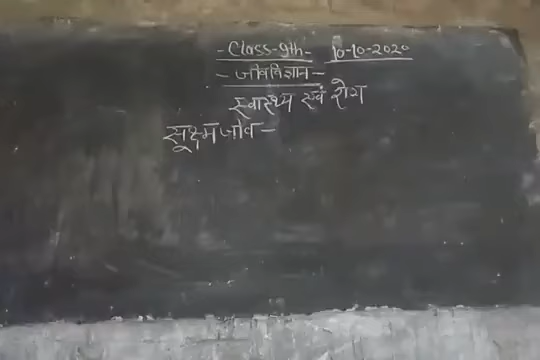 - Class-9th- 10-10-2020
- जीवविज्ञान -
स्वास्थ्य एवं रोग
सूक्ष्मजीव -